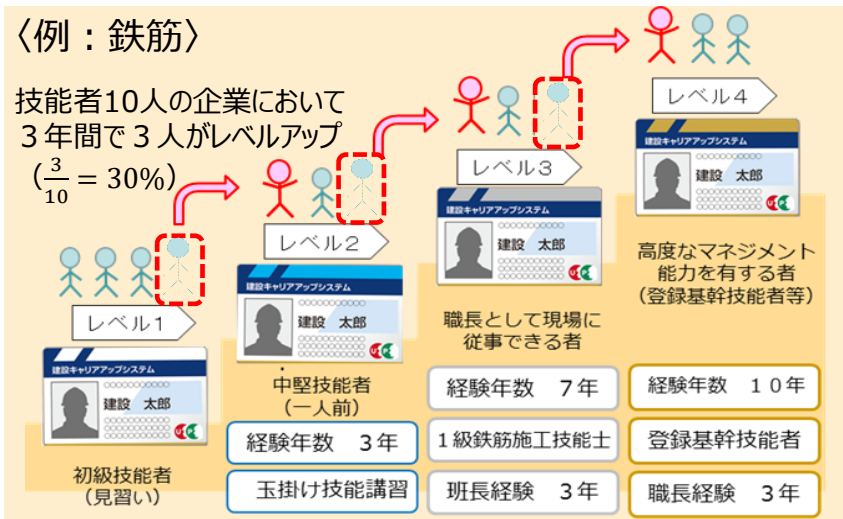 〈例：鉄筋〉
技能者10人の企業において
３年間で３人がレベルアップ
（3/10 = 30%）
レベル１
建設キャリアアップシステム
建設 太郎
初級技能者
（見習い）
レベル２
建設キャリアアップシステム
建設 太郎
中堅技能者
（一人前）
経験年数 ３年
玉掛け技能講習
レベル３
建設キャリアアップシステム
建設 太郎
職長として現場に
従事できる者
経験年数 ７年
１級鉄筋施工技能士
班長経験 ３年
レベル４
建設キャリアアップシステム
建設 太郎
高度なマネジメント
能力を有する者
（登録基幹技能者等）
経験年数 １０年
登録基幹技能者
職長経験 ３年